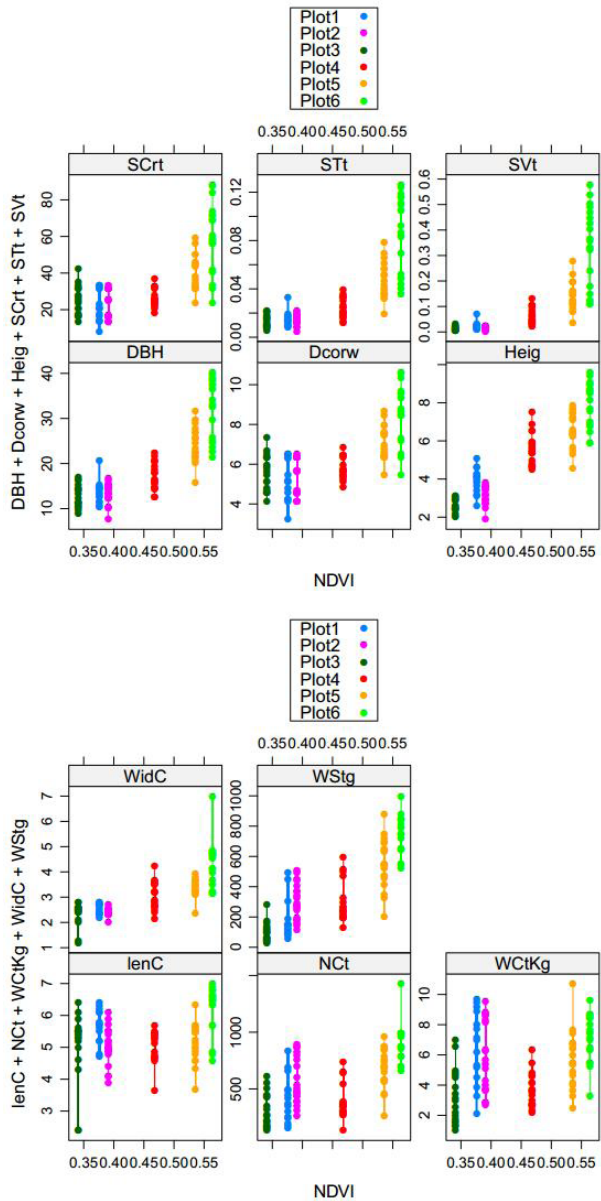 Plot1
Plot2
Plot3
Plot4
Plot5
Plot6
0.35 0.40 0.45 0.50 0.55
SCrt STt SVt
20 40 60 80
0.00 0.04 0.08 0.12
0.0 0.1 0.2 0.3 0.4 0.5 0.6
DBH Dcorw Heig
10 20 30 40
4 6 8 10
2 4 6 8
0.35 0.40 0.45 0.50 0.55
0.35 0.40 0.45 0.50 0.55
NDVI
DBH + Dcorw + Heig + SCrt + STt + SVt
Plot1
Plot2
Plot3
Plot4
Plot5
Plot6
0.35 0.40 0.45 0.50 0.55
WidC WStg
1 2 3 4 5 6 7
0 200 400 600 800 1000
lenC NCt WCtKg
3 4 5 6 7
500 1000
2 4 6 8 10
0.35 0.40 0.45 0.50 0.55
0.35 0.40 0.45 0.50 0.55
NDVI
lenC + NCt + WCtKg + WidC + WStg